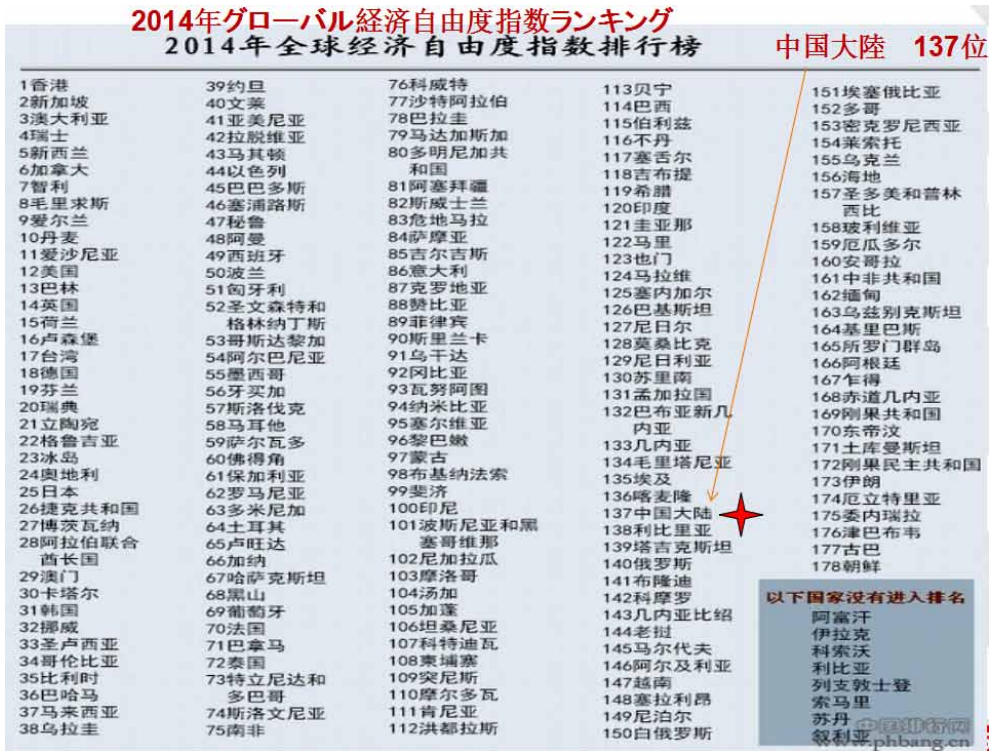 2014年グローバル経済自由度指数ランキング
2014年全球经济自由度指数排行榜
中国大陸 137位
1香港
2新加坡
3澳大利亚
4瑞士
5新西兰
6加拿大
7智利
8毛里求斯
9爱尔兰
10丹麦
11爱沙尼亚
12美国
13巴林
14英国
15荷兰
16卢森堡
17台湾
18德国
19芬兰
20瑞典
21立陶宛
22格鲁吉亚
23冰岛
24奥地利
25日本
26捷克共和国
27博茨瓦纳
28阿拉伯联合
酋长国
29澳门
30卡塔尔
31韩国
32挪威
33圣卢西亚
34哥伦比亚
35比利时
36巴哈马
37马来西亚
38乌拉圭
39约旦
40文莱
41亚美尼亚
42拉脱维亚
43马其顿
44以色列
45巴巴多斯
46塞浦路斯
47秘鲁
48阿曼
49西班牙
50波兰
51匈牙利
52圣文森特和
格林纳丁斯
53哥斯达黎加
54阿尔巴尼亚
55墨西哥
56牙买加
57斯洛伐克
58马耳他
59萨尔瓦多
60佛得角
61保加利亚
62罗马尼亚
63多米尼加
64土耳其
65卢旺达
66加纳
67哈萨克斯坦
68黑山
69葡萄牙
70法国
71巴拿马
72泰国
73特立尼达和
多巴哥
74斯洛文尼亚
75南非
76科威特
77沙特阿拉伯
78巴拉圭
79马达加斯加
80多明尼加共
和国
81阿塞拜疆
82斯威士兰
83危地马拉
84萨摩亚
85吉尔吉斯
86意大利
87克罗地亚
88赞比亚
89菲律宾
90斯里兰卡
91乌干达
92冈比亚
93瓦努阿图
94纳米比亚
95塞尔维亚
96黎巴嫩
97蒙古
98布基纳法索
99斐济
100印尼
101波斯尼亚和黑
塞哥维那
102尼加拉瓜
103摩洛哥
104汤加
105加蓬
106坦桑尼亚
107科特迪瓦
108柬埔寨
109突尼斯
110摩尔多瓦
111肯尼亚
112洪都拉斯
113贝宁
114巴西
115伯利兹
116不丹
117塞舌尔
118吉布提
119希腊
120印度
121圭亚那
122马里
123也门
124马拉维
125塞内加尔
126巴基斯坦
127尼日尔
128莫桑比克
129尼日利亚
130苏里南
131孟加拉国
132巴布亚新几
内亚
133几内亚
134毛里塔尼亚
135埃及
136喀麦隆
137中国大陆
138利比里亚
139塔吉克斯坦
140俄罗斯
141布隆迪
142科摩罗
143几内亚比绍
144老挝
145马尔代夫
146阿尔及利亚
147越南
148塞拉利昂
149尼泊尔
150白俄罗斯
151埃塞俄比亚
152多哥
153密克罗尼西亚
154莱索托
155乌克兰
156海地
157圣多美和普林
西比
158玻利维亚
159厄瓜多尔
160安哥拉
161中非共和国
162缅甸
163乌兹别克斯坦
164基里巴斯
165所罗门群岛
166阿根廷
167乍得
168赤道几内亚
169刚果共和国
170东帝汶
171土库曼斯坦
172刚果民主共和国
173伊朗
174厄立特里亚
175委内瑞拉
176津巴布韦
177古巴
178朝鲜
以下国家没有进入排名
阿富汗
伊拉克
科索沃
利比亚
列支敦士登
索马里
苏丹
叙利亚
中国排行网
www.phbang.cn